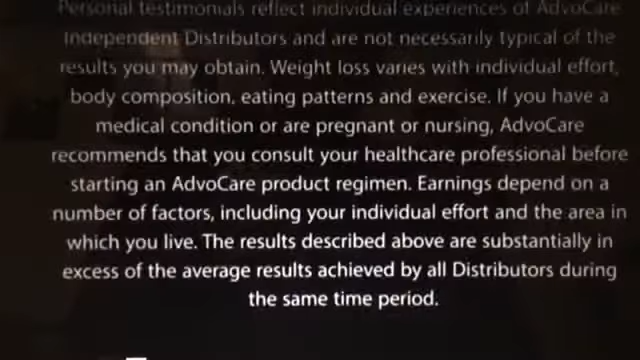 Personal testimonials reflect individual experiences of AdvoCare
Independent Distributors and are not necessarily typical of the
results you may obtain. Weight loss varies with individual effort,
body composition, eating patterns and exercise. If you have a
medical condition or are pregnant or nursing, AdvoCare
recommends that you consult your healthcare professional before
starting an AdvoCare product regimen. Earnings depend on a
number of factors, including your individual effort and the area in
which you live. The results described above are substantially in
excess of the average results achieved by all Distributors during
the same time period.